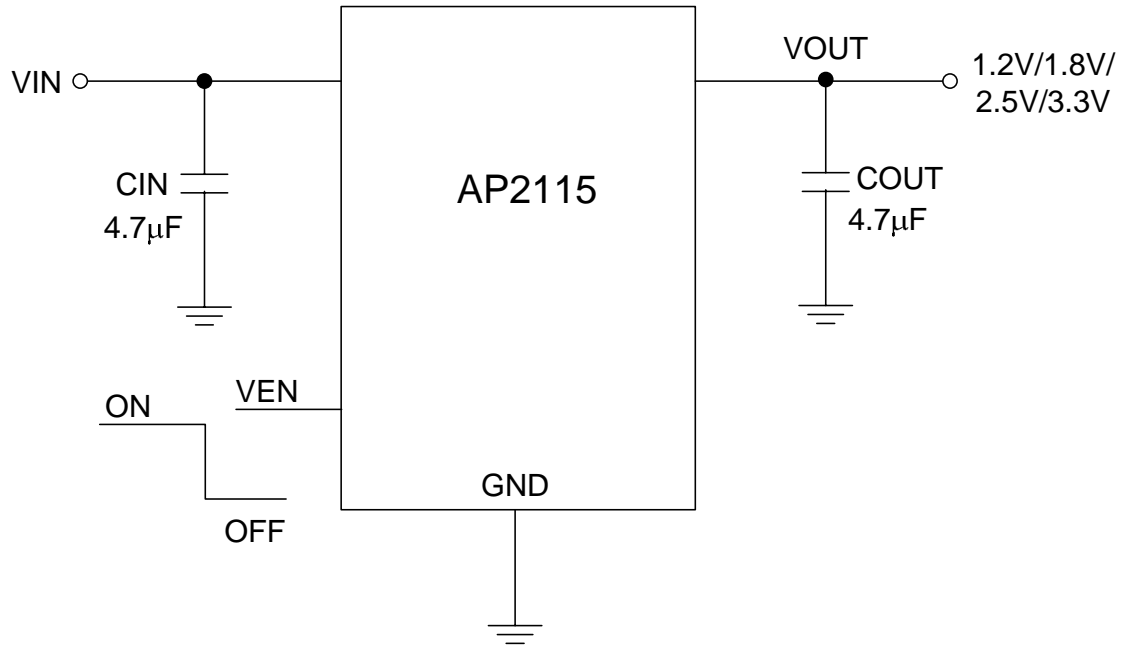 VIN
CIN
4.7μF
ON
OFF
VEN
AP2115
GND
VOUT
1.2V/1.8V/
2.5V/3.3V
COUT
4.7μF